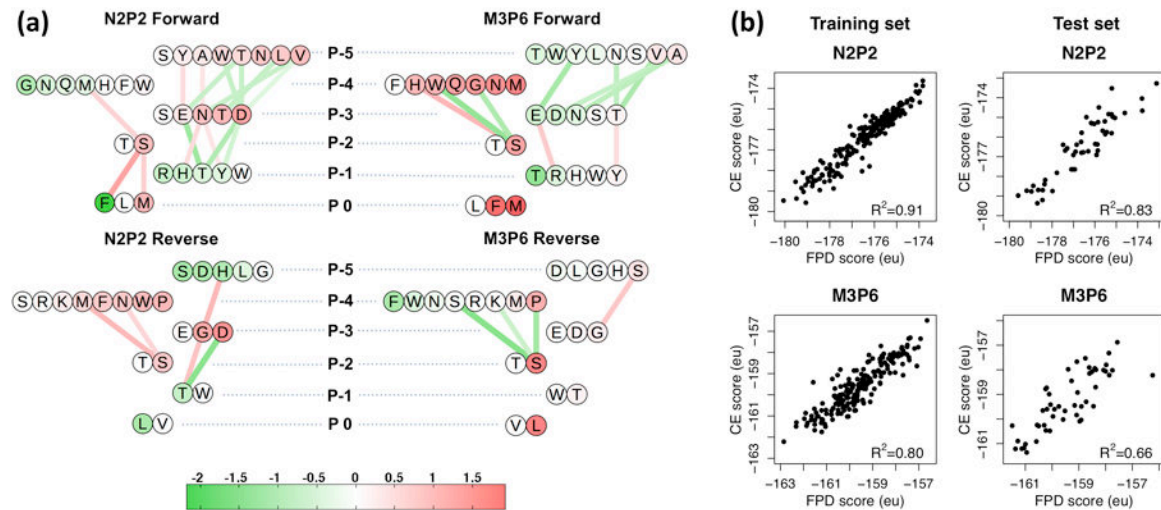 (a)
N2P2 Forward
M3P6 Forward
S Y A W T N L V
P-5
T W Y L N S V A
G N Q M H F W
P-4
F H W Q G N M
S E N T D
P-3
E D N S T
T S
P-2
T S
R H T Y W
P-1
T R H W Y
F L M
P 0
L F M
N2P2 Reverse
M3P6 Reverse
S D H L G
P-5
D L G H S
S R K M F N W P
P-4
F W N S R K M P
E G D
P-3
E D G
T S
P-2
T S
T W
P-1
W T
L V
P 0
V L
-2 -1.5 -1 -0.5 0 0.5 1 1.5
(b)
Training set
Test set
N2P2
N2P2
CE score (eu)
−174
−177
−180
R²=0.91
−180 −178 −176 −174
FPD score (eu)
CE score (eu)
−174
−177
−180
R²=0.83
−180 −178 −176 −174
FPD score (eu)
M3P6
M3P6
CE score (eu)
−157
−159
−161
−163
R²=0.80
−163 −161 −159 −157
FPD score (eu)
CE score (eu)
−157
−159
−161
R²=0.66
−161 −159 −157
FPD score (eu)